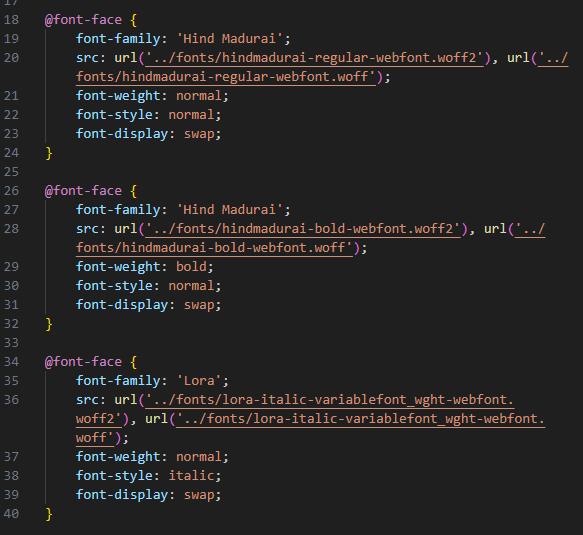 17
18 @font-face {
19 font-family: 'Hind Madurai';
20 src: url('../fonts/hindmadurai-regular-webfont.woff2'), url('../
fonts/hindmadurai-regular-webfont.woff');
21 font-weight: normal;
22 font-style: normal;
23 font-display: swap;
24 }
25
26 @font-face {
27 font-family: 'Hind Madurai';
28 src: url('../fonts/hindmadurai-bold-webfont.woff2'), url('../
fonts/hindmadurai-bold-webfont.woff');
29 font-weight: bold;
30 font-style: normal;
31 font-display: swap;
32 }
33
34 @font-face {
35 font-family: 'Lora';
36 src: url('../fonts/lora-italic-variablefont_wght-webfont.
woff2'), url('../fonts/lora-italic-variablefont_wght-webfont.
woff');
37 font-weight: normal;
38 font-style: italic;
39 font-display: swap;
40 }